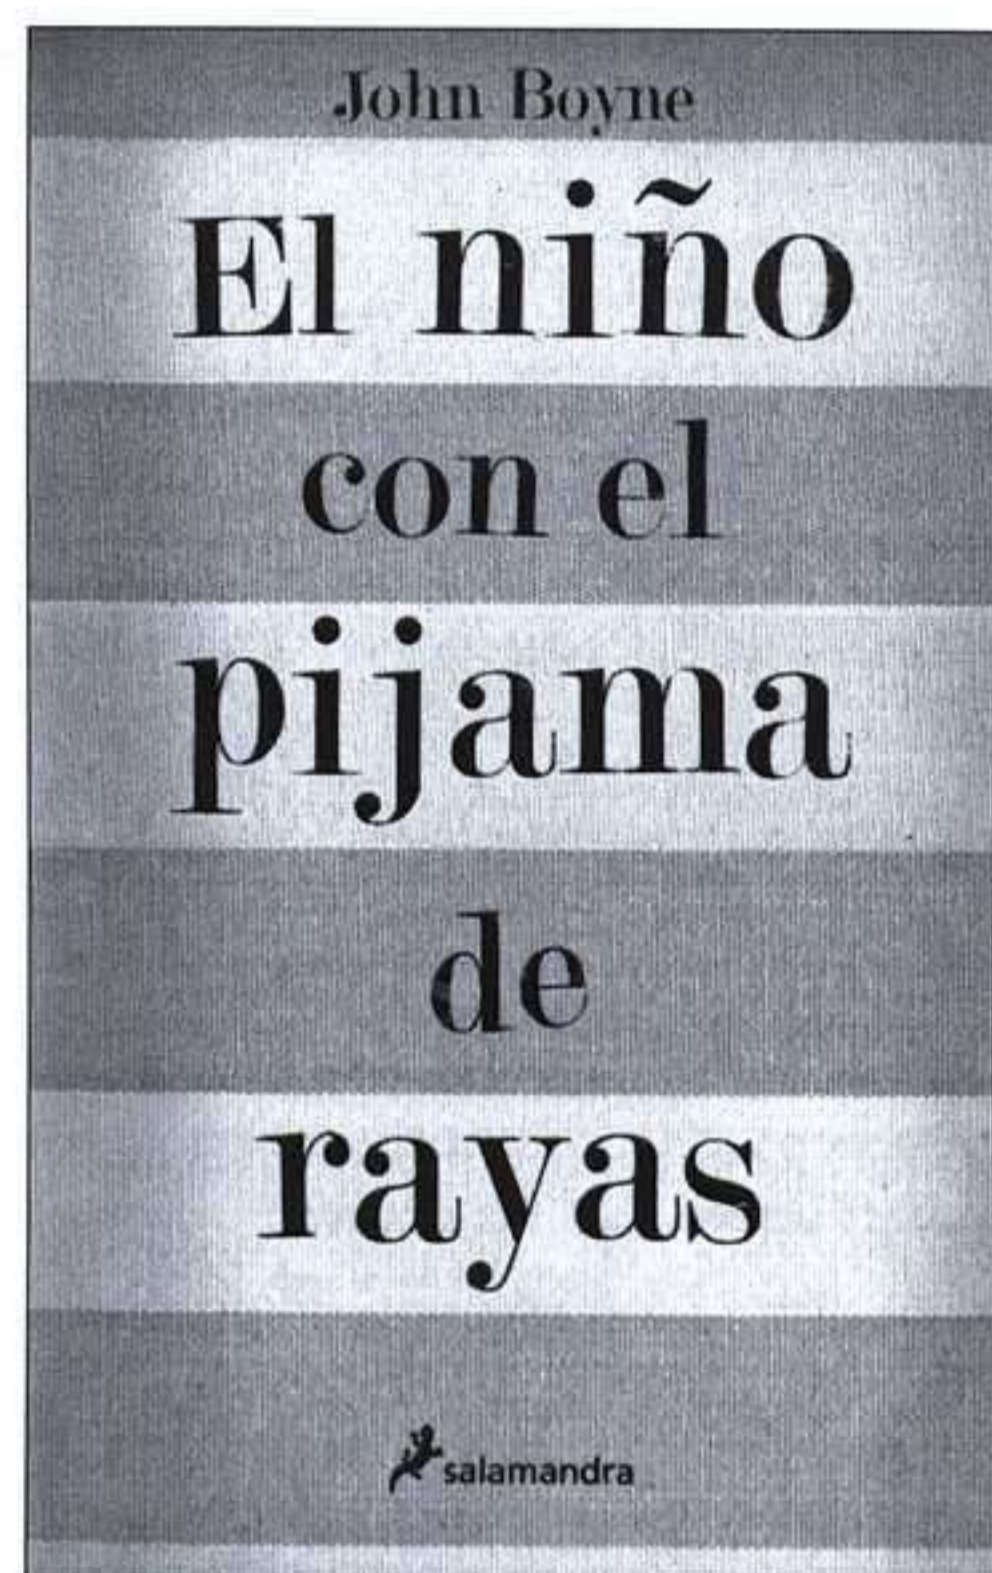 John Boyne
El niño
con el
pijama
de
rayas
salamandra